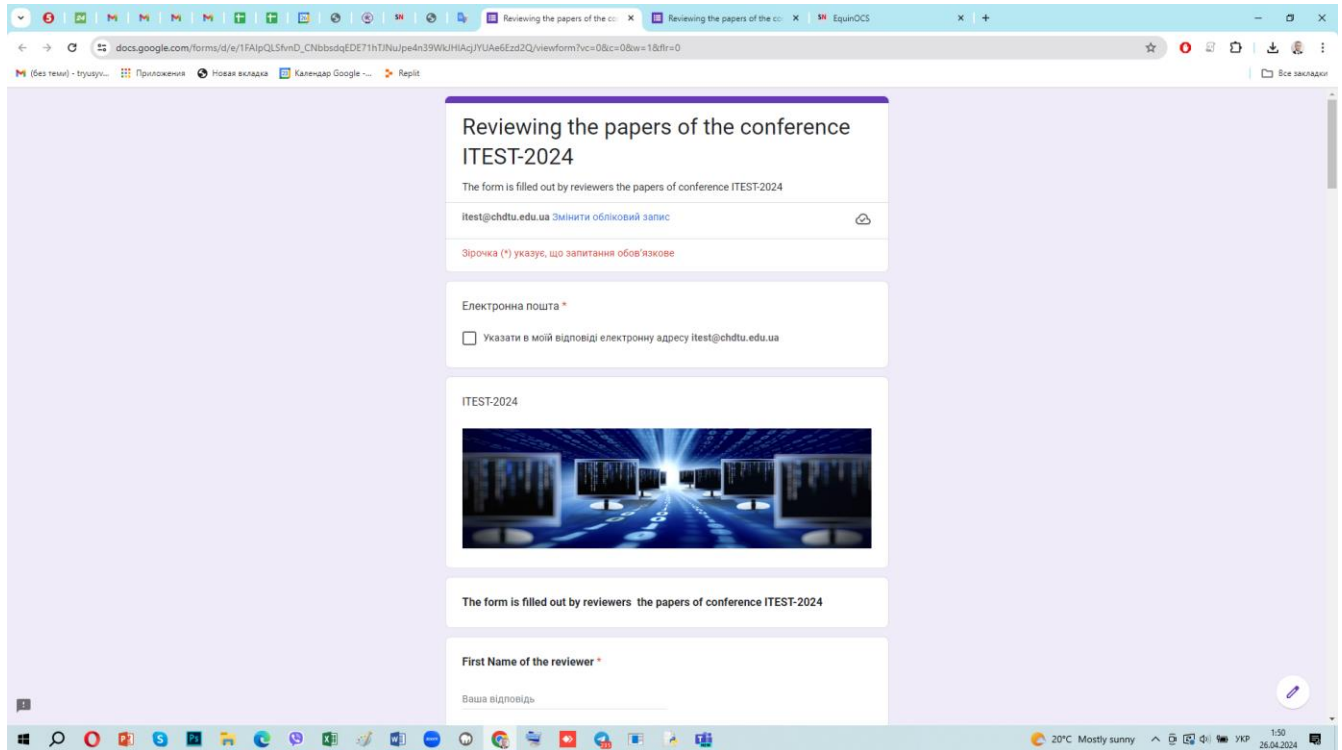 Reviewing the papers of the co
Reviewing the papers of the co
SN EquinOCS
docs.google.com/forms/d/e/1FAIpQLSfvnD_CNbbsdqEDE71hTJNuJpe4n39WkJHIAcjJYUAe6Ezd2Q/viewform?vc=0&c=0&w=1&flr=0
(без теми) - tryusyv...
Приложения
Новая вкладка
Календар Google -...
Replit
Все закладки
Reviewing the papers of the conference
ITEST-2024
The form is filled out by reviewers the papers of conference ITEST-2024
itest@chdtu.edu.ua Змінити обліковий запис
Зірочка (*) указує, що запитання обов’язкове
Електронна пошта *
Указати в моїй відповіді електронну адресу itest@chdtu.edu.ua
ITEST-2024
The form is filled out by reviewers the papers of conference ITEST-2024
First Name of the reviewer *
Ваша відповідь
20°C Mostly sunny
УКР
1:50
26.04.2024